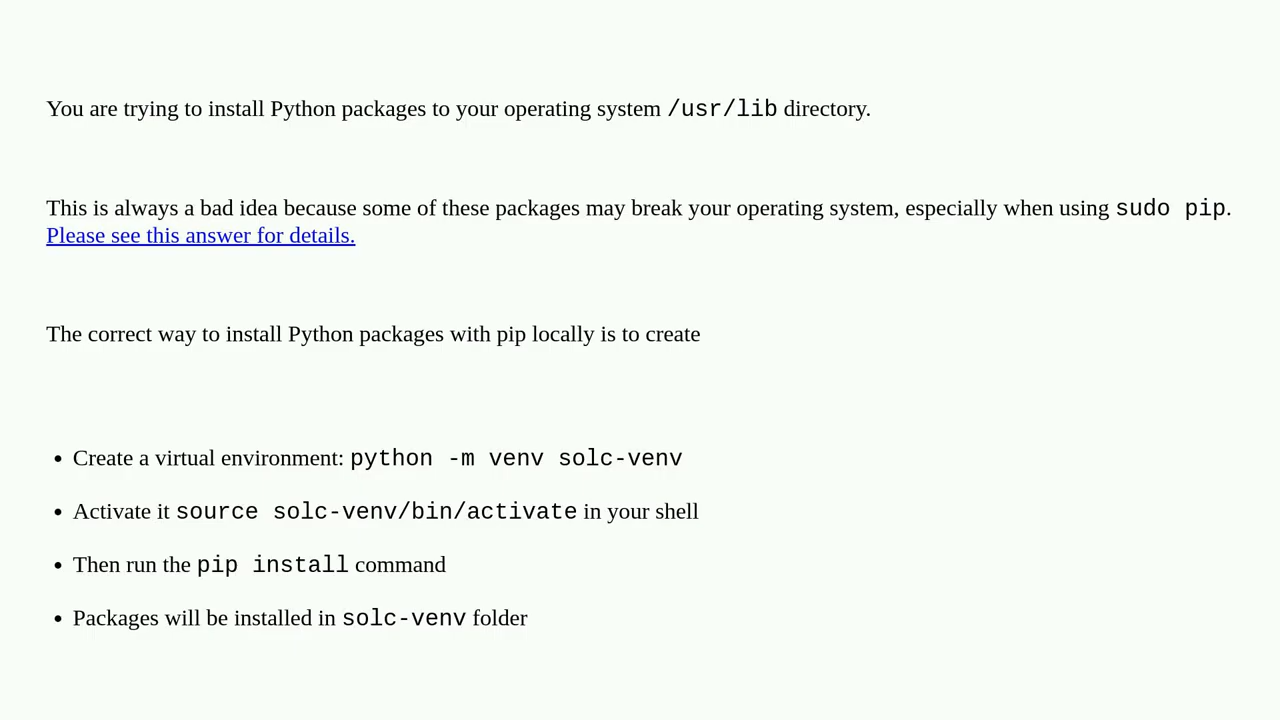 You are trying to install Python packages to your operating system /usr/lib directory.
This is always a bad idea because some of these packages may break your operating system, especially when using sudo pip.
Please see this answer for details.
The correct way to install Python packages with pip locally is to create
• Create a virtual environment: python -m venv solc-venv
• Activate it source solc-venv/bin/activate in your shell
• Then run the pip install command
• Packages will be installed in solc-venv folder